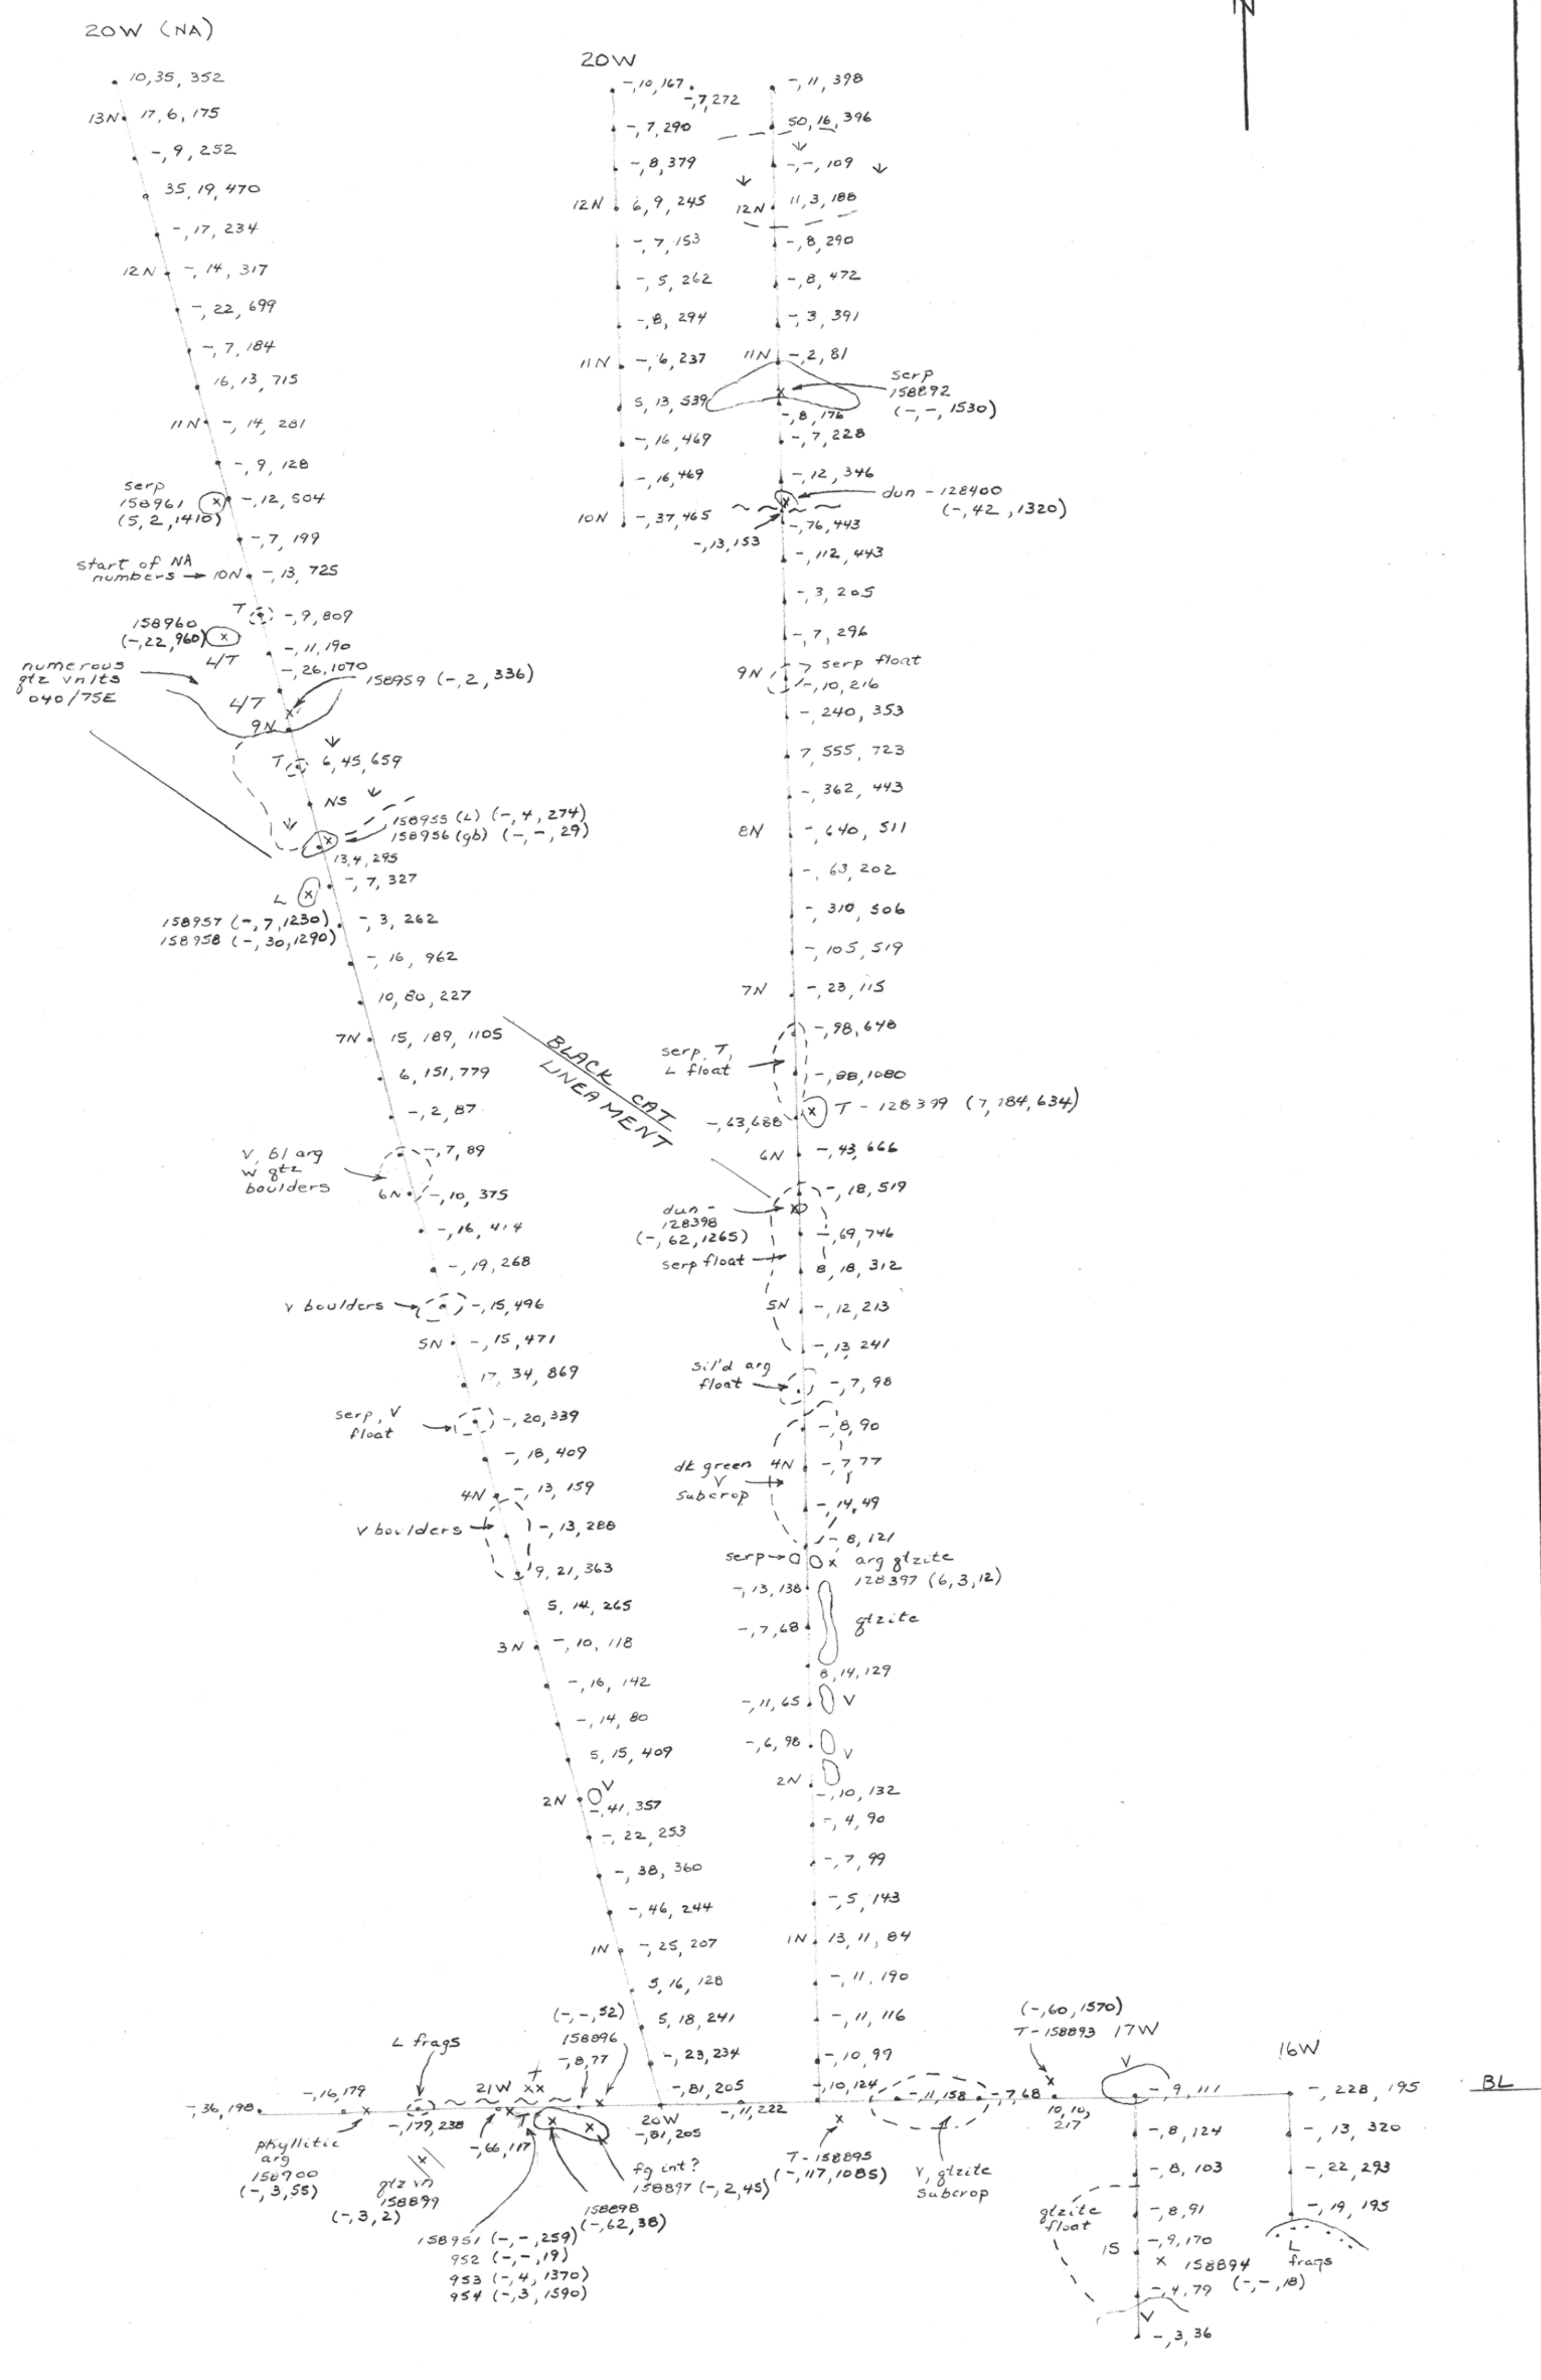 N
20W (NA)
10, 35, 352
13N 17, 6, 175
-, 9, 252
35, 19, 470
-, 17, 234
12N -, 14, 317
-, 22, 699
-, 7, 184
16, 13, 715
11N -, 14, 281
-, 9, 128
serp
158961
(5, 2, 1410)
-, 12, 504
-, 7, 199
start of NA
numbers → 10N -, 13, 725
T -, 9, 809
158960
(-, 22, 960)
L/T
-, 11, 190
-, 26, 1070
158959 (-, 2, 336)
numerous
qtz vnlts
040/75E
L/T
9N
T 6, 45, 659
NS
158955 (L) (-, 4, 274)
158956 (gb) (-, -, 29)
13, 4, 295
-, 7, 327
L
158957 (-, 7, 1230)
158958 (-, 30, 1290)
-, 3, 262
-, 16, 962
10, 80, 227
7N 15, 189, 1105
6, 151, 779
-, 2, 87
V, bl arg
w qtz
boulders
-, 7, 89
6N -, 10, 375
-, 16, 414
-, 19, 268
V boulders → -, 15, 496
5N -, 15, 471
17, 34, 869
serp, V
float
-, 20, 339
-, 18, 409
4N -, 13, 159
V boulders → -, 13, 288
9, 21, 363
5, 14, 265
3N -, 10, 118
-, 16, 142
-, 14, 80
5, 15, 409
2N V
-, 41, 357
-, 22, 253
-, 38, 360
-, 46, 244
1N -, 25, 207
5, 16, 128
5, 18, 241
-, 23, 234
-, 81, 205
BLACK CAT
LINEAMENT
20W
-, 10, 167
-, 7, 272
-, 7, 290
-, 8, 379
12N 6, 9, 245
-, 7, 153
-, 5, 262
-, 8, 294
11N -, 6, 237
5, 13, 539
-, 16, 469
-, 16, 469
10N -, 37, 465
-, 11, 398
50, 16, 396
-, -, 109
12N 11, 3, 188
-, 8, 290
-, 8, 472
-, 3, 391
11N -, 2, 81
serp
158892
(-, -, 1530)
-, 8, 176
-, 7, 228
-, 12, 346
dun - 128400
(-, 42, 1320)
-, 76, 443
-, 13, 153
-, 112, 443
-, 3, 205
-, 7, 296
9N ? serp float
-, 10, 216
-, 240, 353
7, 555, 723
-, 362, 443
8N -, 640, 511
-, 63, 202
-, 310, 506
-, 105, 519
7N -, 23, 115
-, 98, 648
serp, T,
L float
-, 88, 1080
T - 128399 (7, 184, 634)
-, 63, 688
6N -, 43, 666
-, 18, 519
dun -
128398
(-, 62, 1265)
-, 69, 746
serp float
8, 18, 312
5N -, 12, 213
-, 13, 241
sil'd arg
float
-, 7, 98
-, 8, 90
dk green
V
subcrop
4N -, 7, 77
-, 14, 49
-, 8, 121
serp → arg qtzite
128397 (6, 3, 12)
-, 13, 138
qtzite
-, 7, 68
8, 14, 129
-, 11, 65 V
-, 6, 98 V
2N
-, 10, 132
-, 4, 90
-, 7, 99
-, 5, 143
1N 13, 11, 84
-, 11, 190
-, 11, 116
-, 10, 99
-, 10, 124
L frags
(-, -, 52)
158896
-, 8, 77
21W XX
-, 36, 198
-, 16, 179
-, 179, 238
-, 66, 117
T
20W
-, 81, 205
-, 11, 222
phyllitic
arg
158900
(-, 3, 55)
qtz vn
158899
(-, 3, 2)
fg int?
158897 (-, 2, 45)
158898
(-, 62, 38)
158951 (-, -, 259)
952 (-, -, 19)
953 (-, 4, 1370)
954 (-, 3, 1590)
T - 158895
(-, 117, 1085)
-, 11, 158
V, qtzite
subcrop
-, 7, 68
(-, 60, 1570)
T - 158893
10, 10,
217
17W
V
-, 9, 111
16W
-, 228, 195
BL
-, 8, 124
-, 8, 103
qtzite
float
-, 8, 91
1S -, 9, 170
158894
(-, -, 18)
-, 4, 79
V
-, 3, 36
-, 13, 320
-, 22, 293
-, 19, 195
L
frags